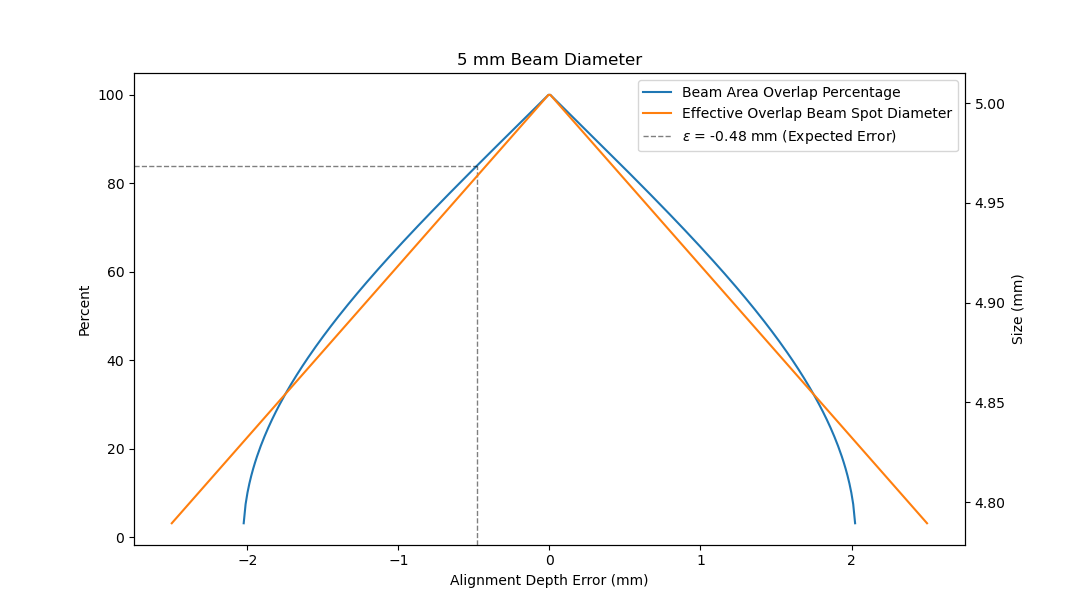 5 mm Beam Diameter
Beam Area Overlap Percentage
Effective Overlap Beam Spot Diameter
ε = -0.48 mm (Expected Error)
Percent
100
80
60
40
20
0
5.00
4.95
4.90
4.85
4.80
Size (mm)
−2
−1
0
1
2
Alignment Depth Error (mm)